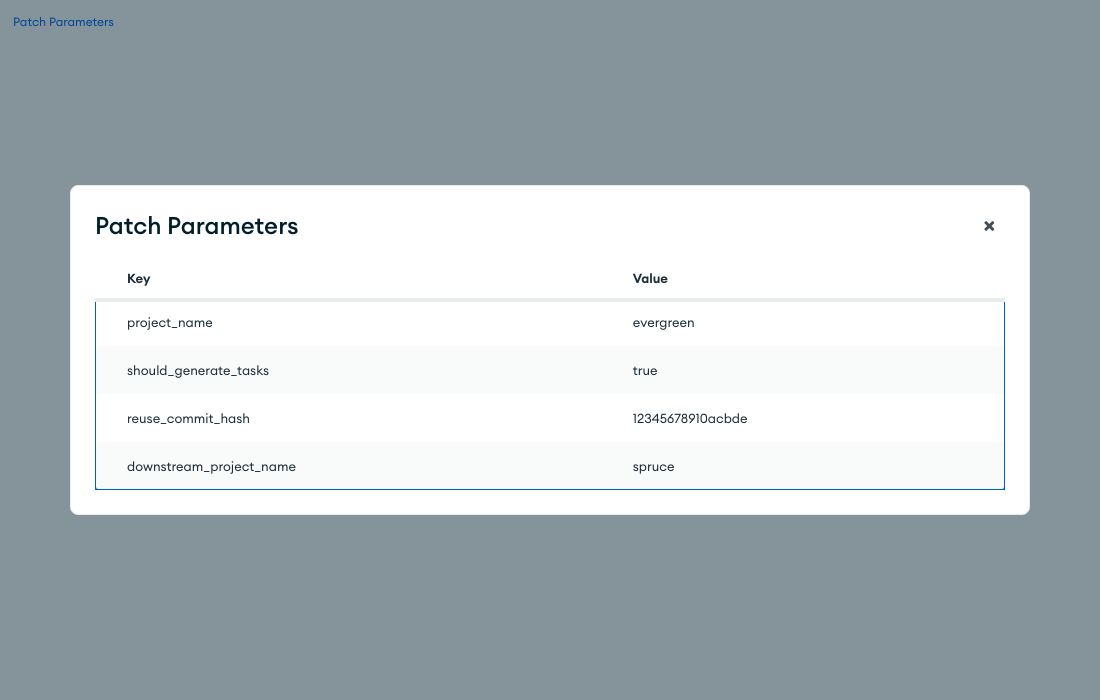 Patch Parameters
Patch Parameters
Key Value
project_name evergreen
should_generate_tasks true
reuse_commit_hash 12345678910acbde
downstream_project_name spruce